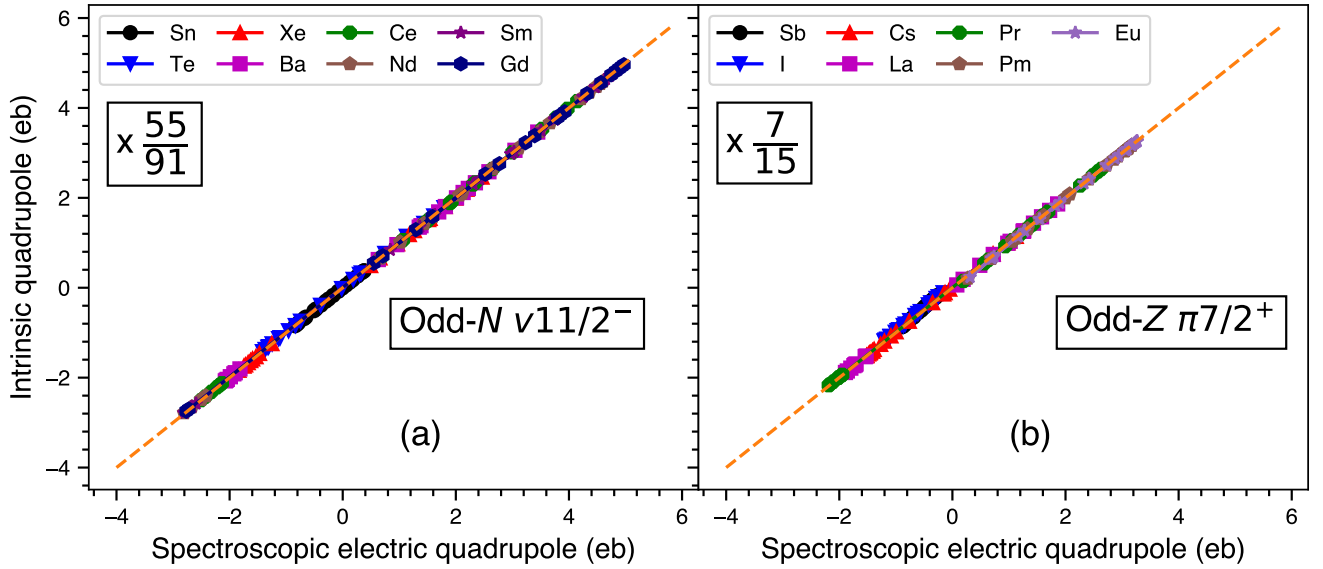 Sn Xe Ce Sm
Te Ba Nd Gd
x 55/91
Odd-N v11/2⁻
(a)
Sb Cs Pr Eu
I La Pm
x 7/15
Odd-Z π7/2⁺
(b)
Intrinsic quadrupole (eb)
6
4
2
0
−2
−4
−4 −2 0 2 4 6
−4 −2 0 2 4 6
Spectroscopic electric quadrupole (eb)
Spectroscopic electric quadrupole (eb)